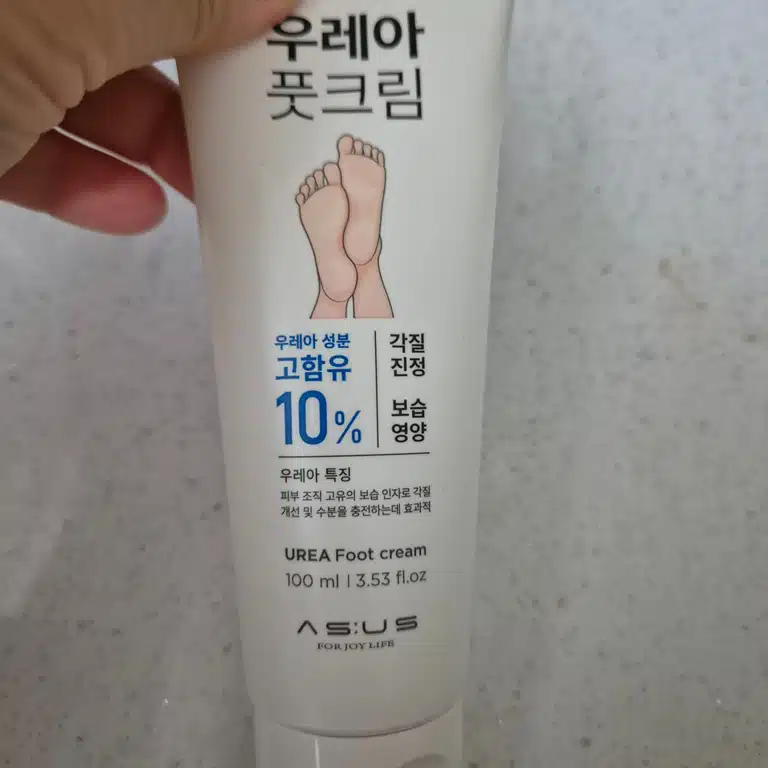 우레아
풋크림
우레아 성분
고함유
10%
각질
진정
보습
영양
우레아 특징
피부 조직 고유의 보습 인자로 각질
개선 및 수분을 충전하는데 효과적
UREA Foot cream
100 ml | 3.53 fl.oz
AS:US
FOR JOY LIFE